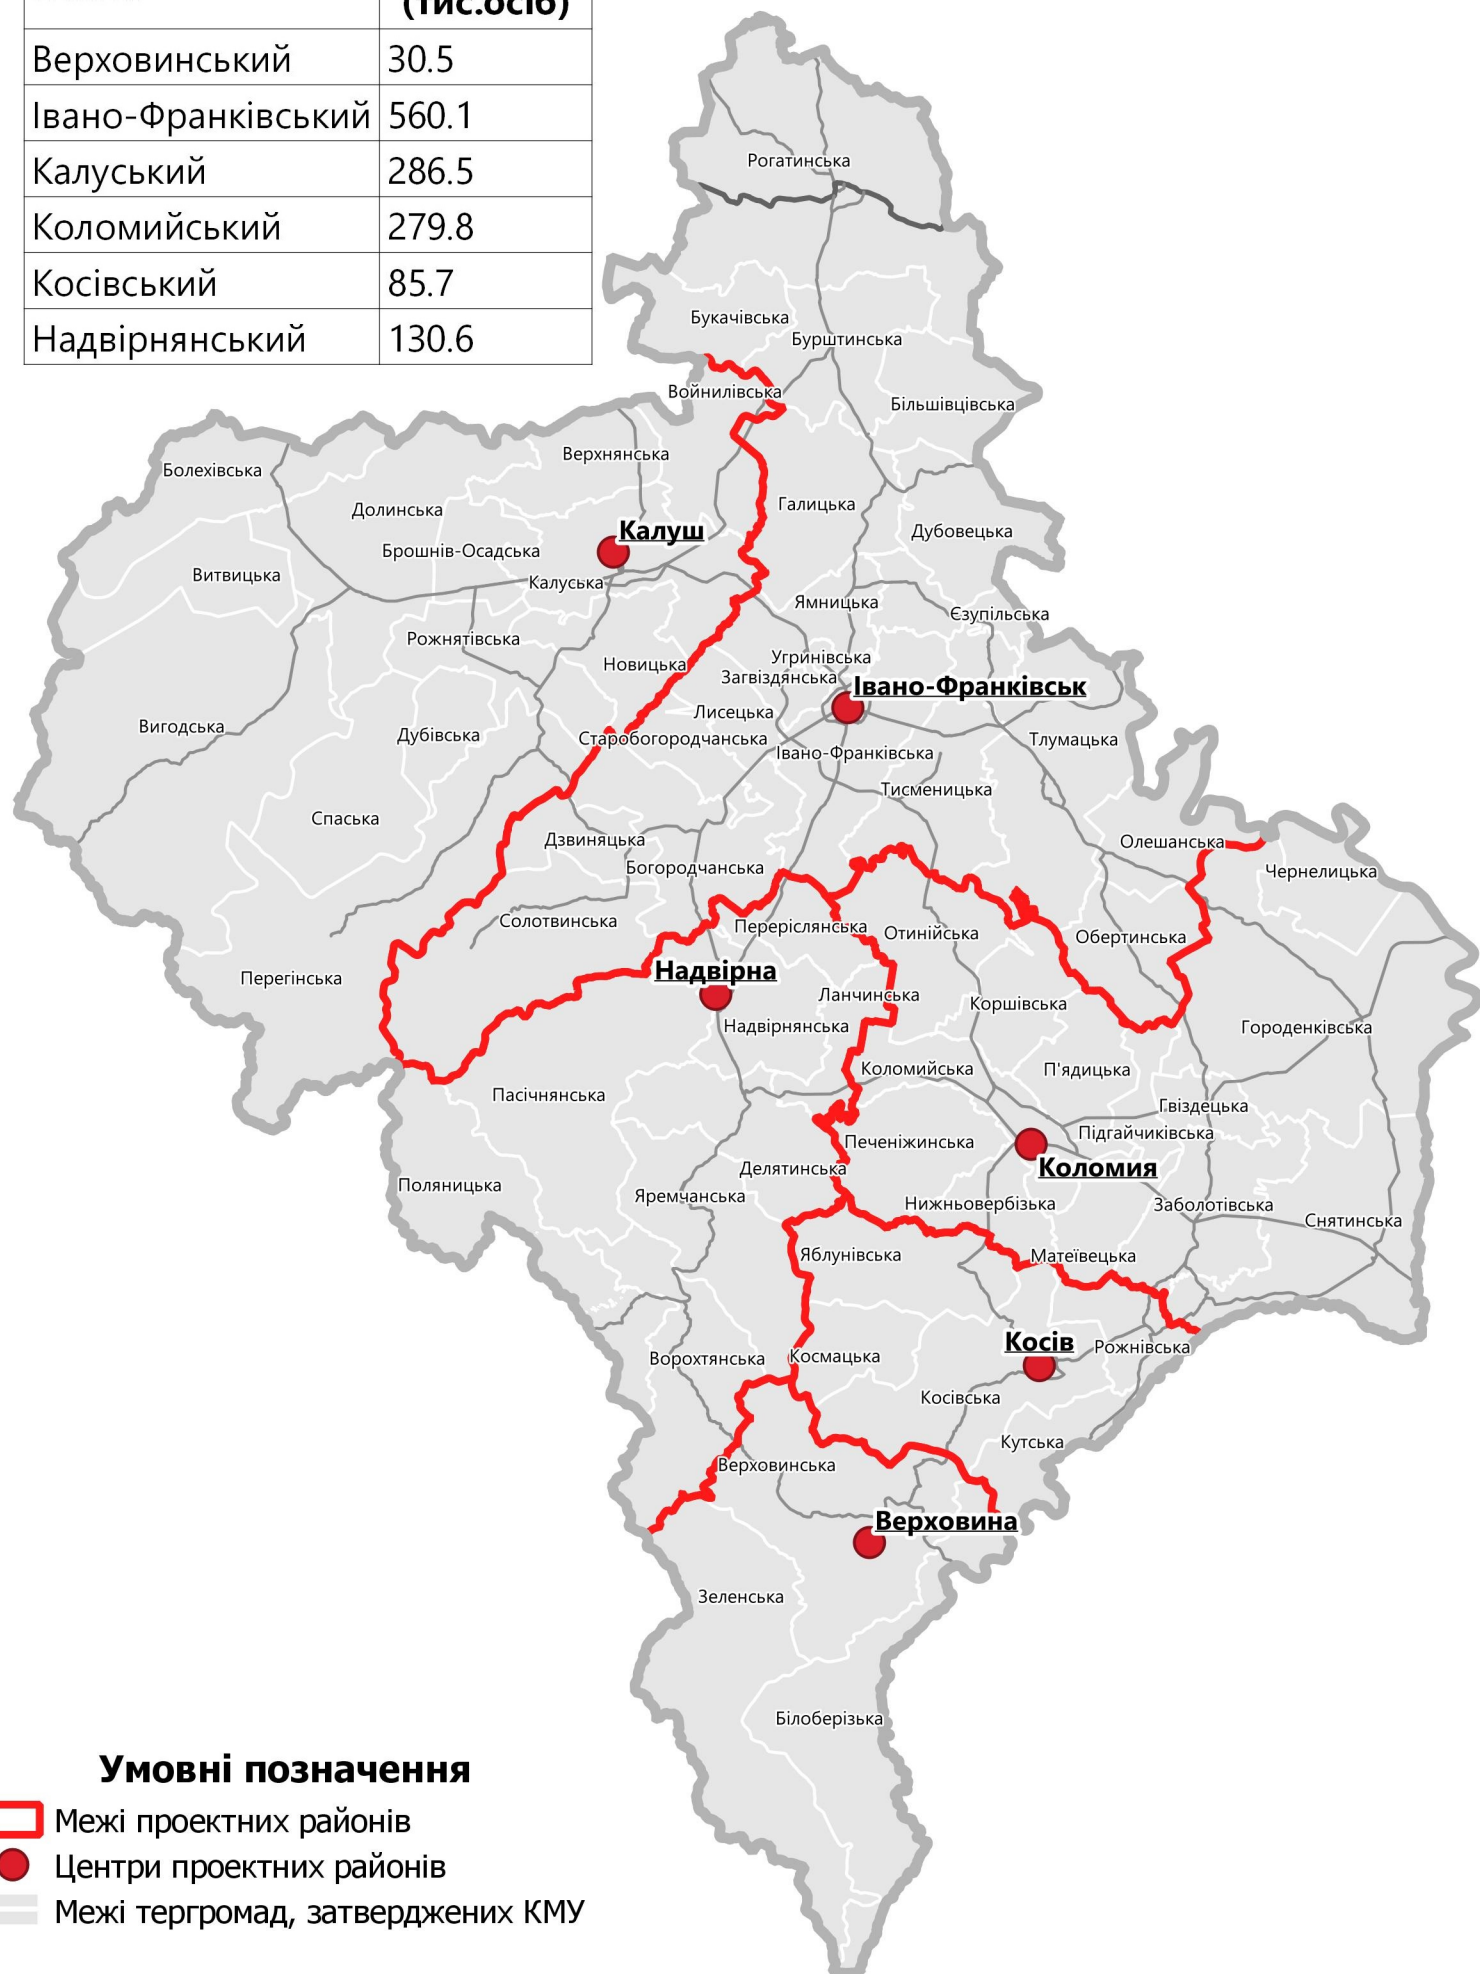 (тис.осіб)
Верховинський 30.5
Івано-Франківський 560.1
Калуський 286.5
Коломийський 279.8
Косівський 85.7
Надвірнянський 130.6
Рогатинська
Букачівська
Бурштинська
Войнилівська
Більшівцівська
Верхнянська
Болехівська
Галицька
Долинська
Калуш
Дубовецька
Брошнів-Осадська
Витвицька
Калуська
Ямницька
Єзупільська
Рожнятівська
Угринівська
Новицька
Загвіздянська
Івано-Франківськ
Лисецька
Вигодська
Дубівська
Старобогородчанська
Тлумацька
Івано-Франківська
Тисменицька
Спаська
Дзвиняцька
Олешанська
Богородчанська
Чернелицька
Солотвинська
Переріслянська
Отинійська
Обертинська
Надвірна
Перегінська
Ланчинська
Коршівська
Надвірнянська
Городенківська
Коломийська
П'ядицька
Пасічнянська
Гвіздецька
Підгайчиківська
Печеніжинська
Делятинська
Коломия
Поляницька
Яремчанська
Нижньовербізька
Заболотівська
Снятинська
Яблунівська
Матеївецька
Косів
Рожнівська
Ворохтянська
Космацька
Косівська
Кутська
Верховинська
Верховина
Зеленська
Білоберізька
Умовні позначення
Межі проектних районів
Центри проектних районів
Межі тергромад, затверджених КМУ